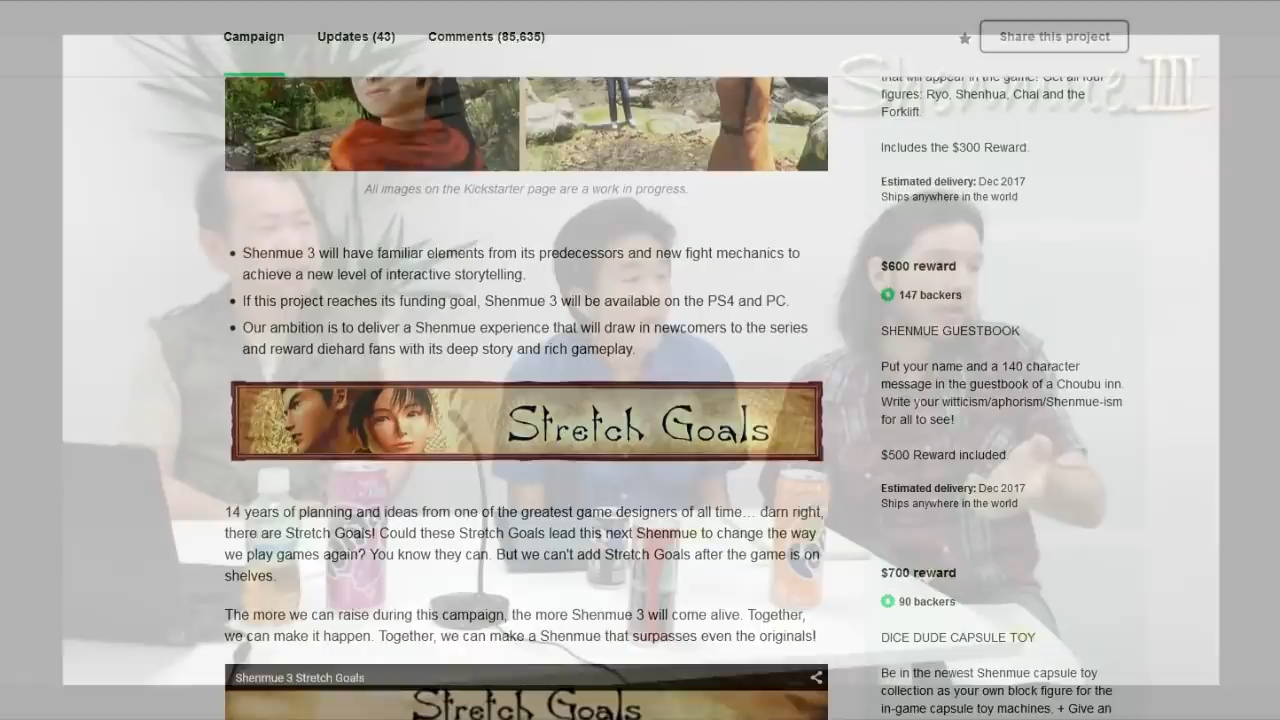 Campaign
Updates (43)
Comments (85,635)
Share this project
Shenmue III
All images on the Kickstarter page are a work in progress.
Shenmue 3 will have familiar elements from its predecessors and new fight mechanics to
achieve a new level of interactive storytelling.
If this project reaches its funding goal, Shenmue 3 will be available on the PS4 and PC.
Our ambition is to deliver a Shenmue experience that will draw in newcomers to the series
and reward diehard fans with its deep story and rich gameplay.
Stretch Goals
14 years of planning and ideas from one of the greatest game designers of all time... darn right,
there are Stretch Goals! Could these Stretch Goals lead this next Shenmue to change the way
we play games again? You know they can. But we can't add Stretch Goals after the game is on
shelves.
The more we can raise during this campaign, the more Shenmue 3 will come alive. Together,
we can make it happen. Together, we can make a Shenmue that surpasses even the originals!
Shenmue 3 Stretch Goals
Stretch Goals
that will appear in the game! Get all four
figures: Ryo, Shenhua, Chai and the
Forklift.
Includes the $300 Reward.
Estimated delivery: Dec 2017
Ships anywhere in the world
$600 reward
147 backers
SHENMUE GUESTBOOK
Put your name and a 140 character
message in the guestbook of a Choubu inn.
Write your witticism/aphorism/Shenmue-ism
for all to see!
$500 Reward included.
Estimated delivery: Dec 2017
Ships anywhere in the world
$700 reward
90 backers
DICE DUDE CAPSULE TOY
Be in the newest Shenmue capsule toy
collection as your own block figure for the
in-game capsule toy machines. + Give an